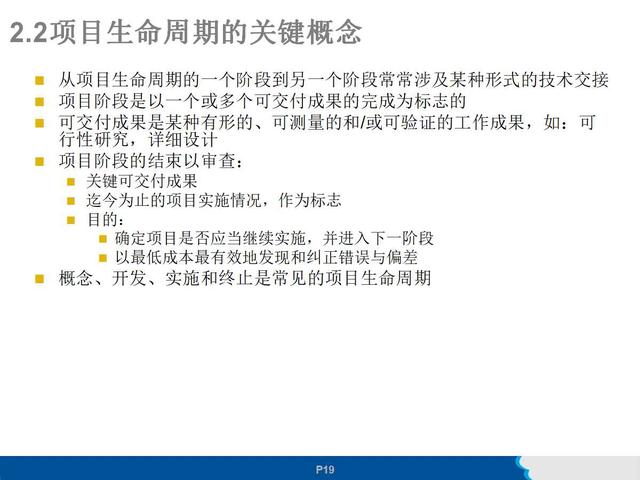 2.2项目生命周期的关键概念
从项目生命周期的一个阶段到另一个阶段常常涉及某种形式的技术交接
项目阶段是以一个或多个可交付成果的完成为标志的
可交付成果是某种有形的、可测量的和/或可验证的工作成果，如：可
行性研究，详细设计
项目阶段的结束以审查：
关键可交付成果
迄今为止的项目实施情况，作为标志
目的：
确定项目是否应当继续实施，并进入下一阶段
以最低成本最有效地发现和纠正错误与偏差
概念、开发、实施和终止是常见的项目生命周期
P19